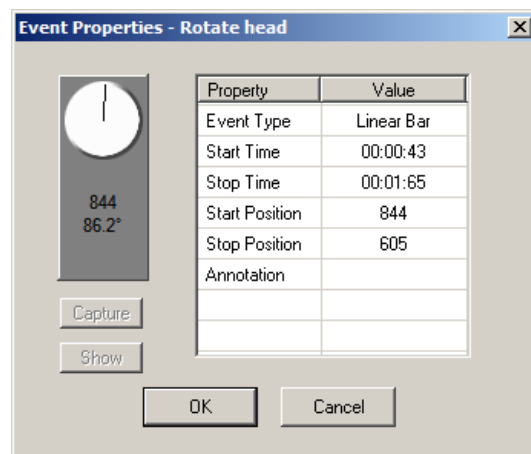 Event Properties - Rotate head
844
86.2°
Capture
Show
Property Value
Event Type Linear Bar
Start Time 00:00:43
Stop Time 00:01:65
Start Position 844
Stop Position 605
Annotation
OK Cancel